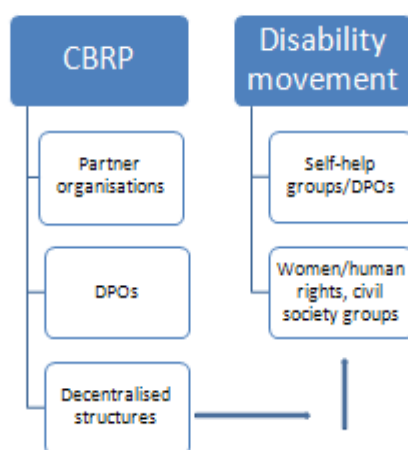 CBRP
Partner
organisations
DPOs
Decentralised
structures
Disability
movement
Self-help
groups/DPOs
Women/human
rights, civil
society groups